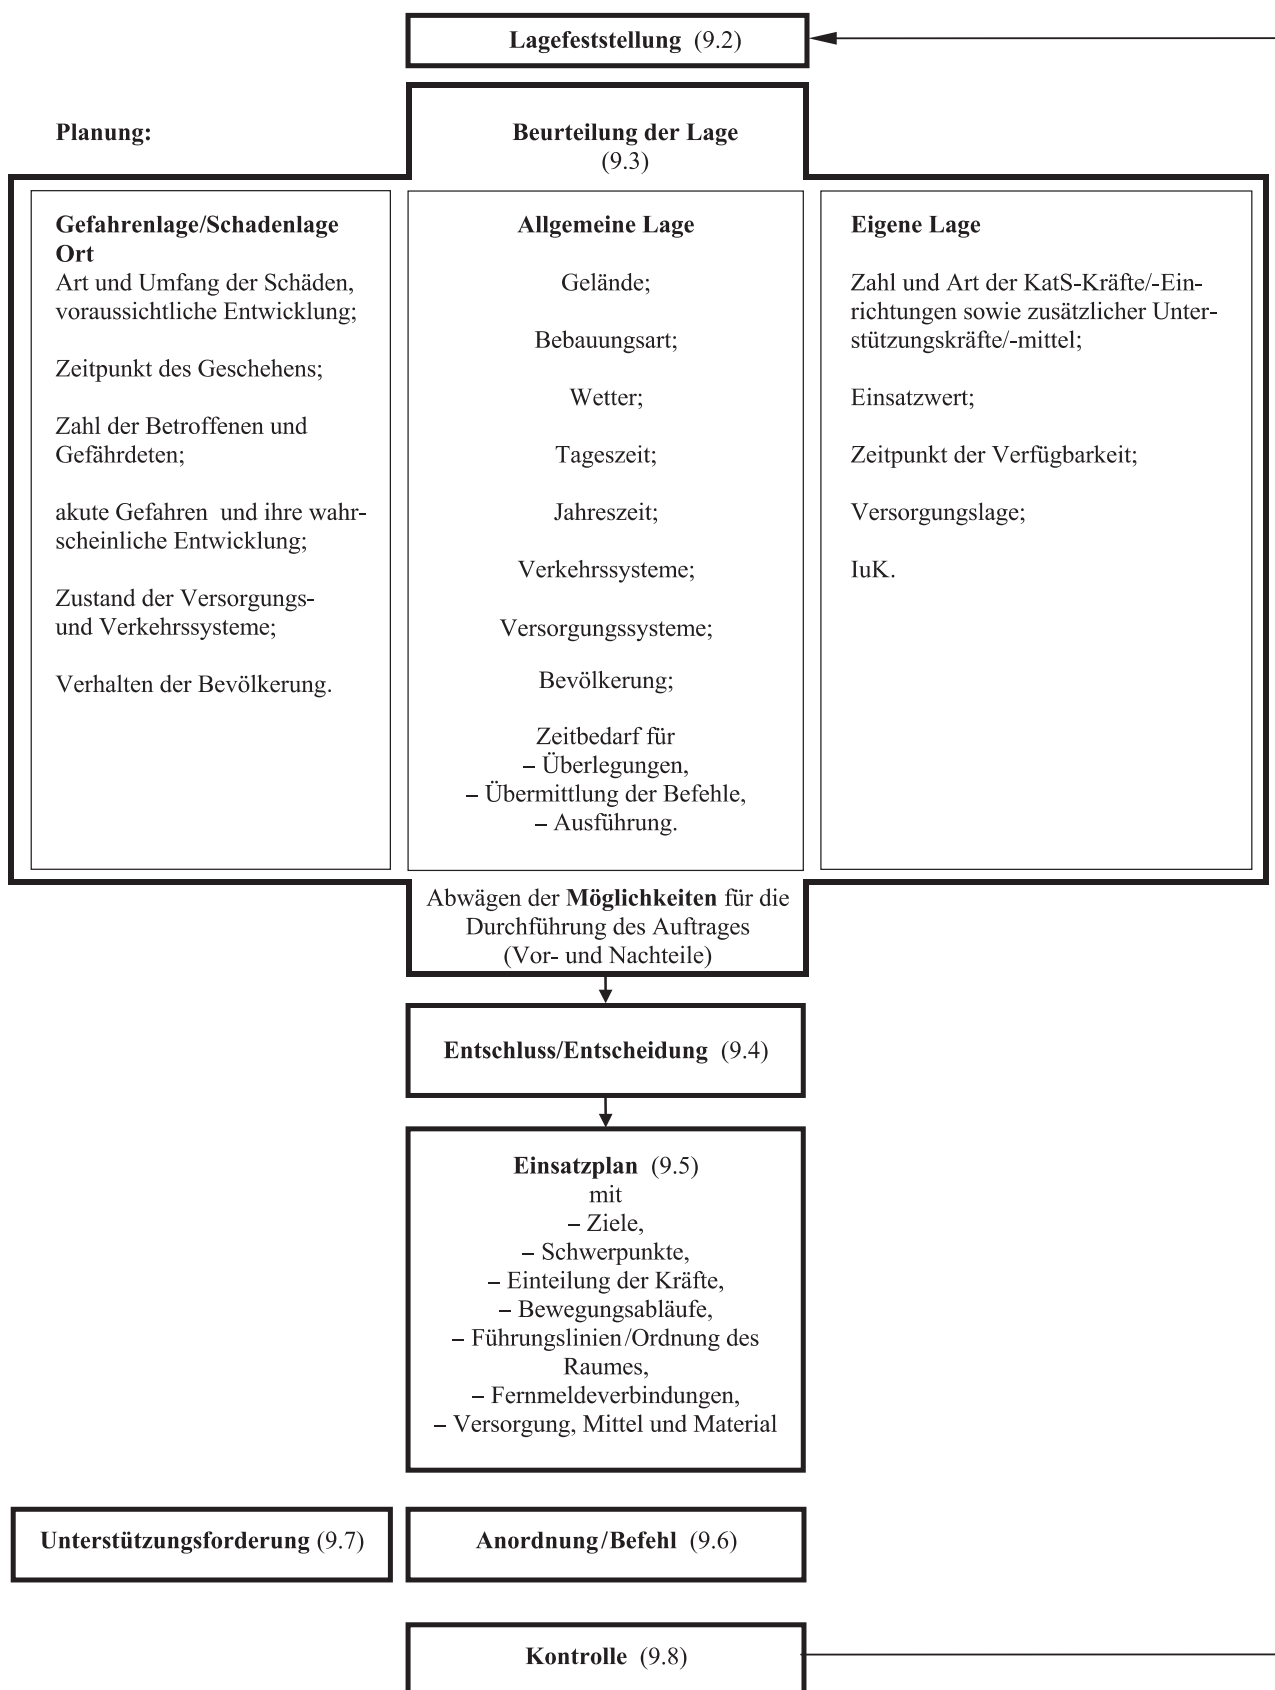 Lagefeststellung (9.2)
Planung:
Beurteilung der Lage
(9.3)
Gefahrenlage/Schadenlage
Ort
Art und Umfang der Schäden,
voraussichtliche Entwicklung;
Zeitpunkt des Geschehens;
Zahl der Betroffenen und
Gefährdeten;
akute Gefahren und ihre wahr-
scheinliche Entwicklung;
Zustand der Versorgungs-
und Verkehrssysteme;
Verhalten der Bevölkerung.
Allgemeine Lage
Gelände;
Bebauungsart;
Wetter;
Tageszeit;
Jahreszeit;
Verkehrssysteme;
Versorgungssysteme;
Bevölkerung;
Zeitbedarf für
– Überlegungen,
– Übermittlung der Befehle,
– Ausführung.
Eigene Lage
Zahl und Art der KatS-Kräfte/-Ein-
richtungen sowie zusätzlicher Unter-
stützungskräfte/-mittel;
Einsatzwert;
Zeitpunkt der Verfügbarkeit;
Versorgungslage;
IuK.
Abwägen der Möglichkeiten für die
Durchführung des Auftrages
(Vor- und Nachteile)
Entschluss/Entscheidung (9.4)
Einsatzplan (9.5)
mit
– Ziele,
– Schwerpunkte,
– Einteilung der Kräfte,
– Bewegungsabläufe,
– Führungslinien/Ordnung des
Raumes,
– Fernmeldeverbindungen,
– Versorgung, Mittel und Material
Unterstützungsforderung (9.7)
Anordnung/Befehl (9.6)
Kontrolle (9.8)